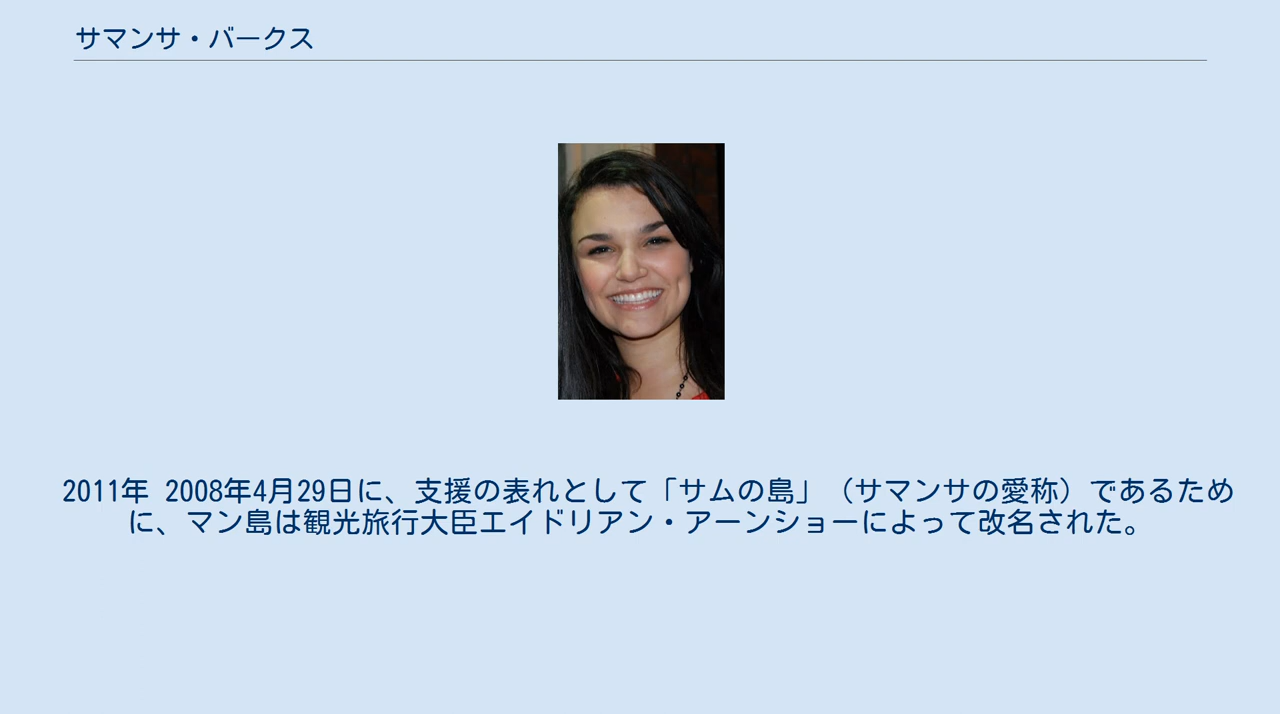 サマンサ・バークス
2011年 2008年4月29日に、支援の表れとして「サムの島」（サマンサの愛称）であるため
に、マン島は観光旅行大臣エイドリアン・アーンショーによって改名された。